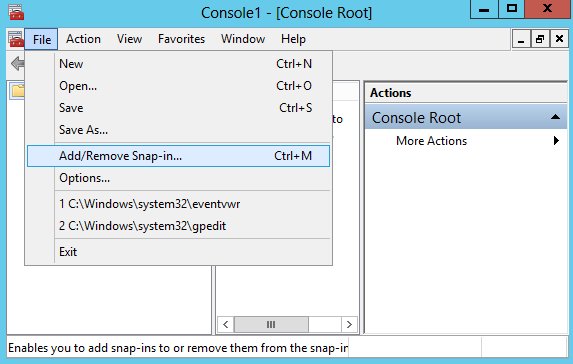 Console1 - [Console Root]
File Action View Favorites Window Help
New Ctrl+N
Open... Ctrl+O
Save Ctrl+S
Save As...
Add/Remove Snap-in... Ctrl+M
Options...
1 C:\Windows\system32\eventvwr
2 C:\Windows\system32\gpedit
Exit
to
Actions
Console Root
More Actions
Enables you to add snap-ins to or remove them from the snap-in